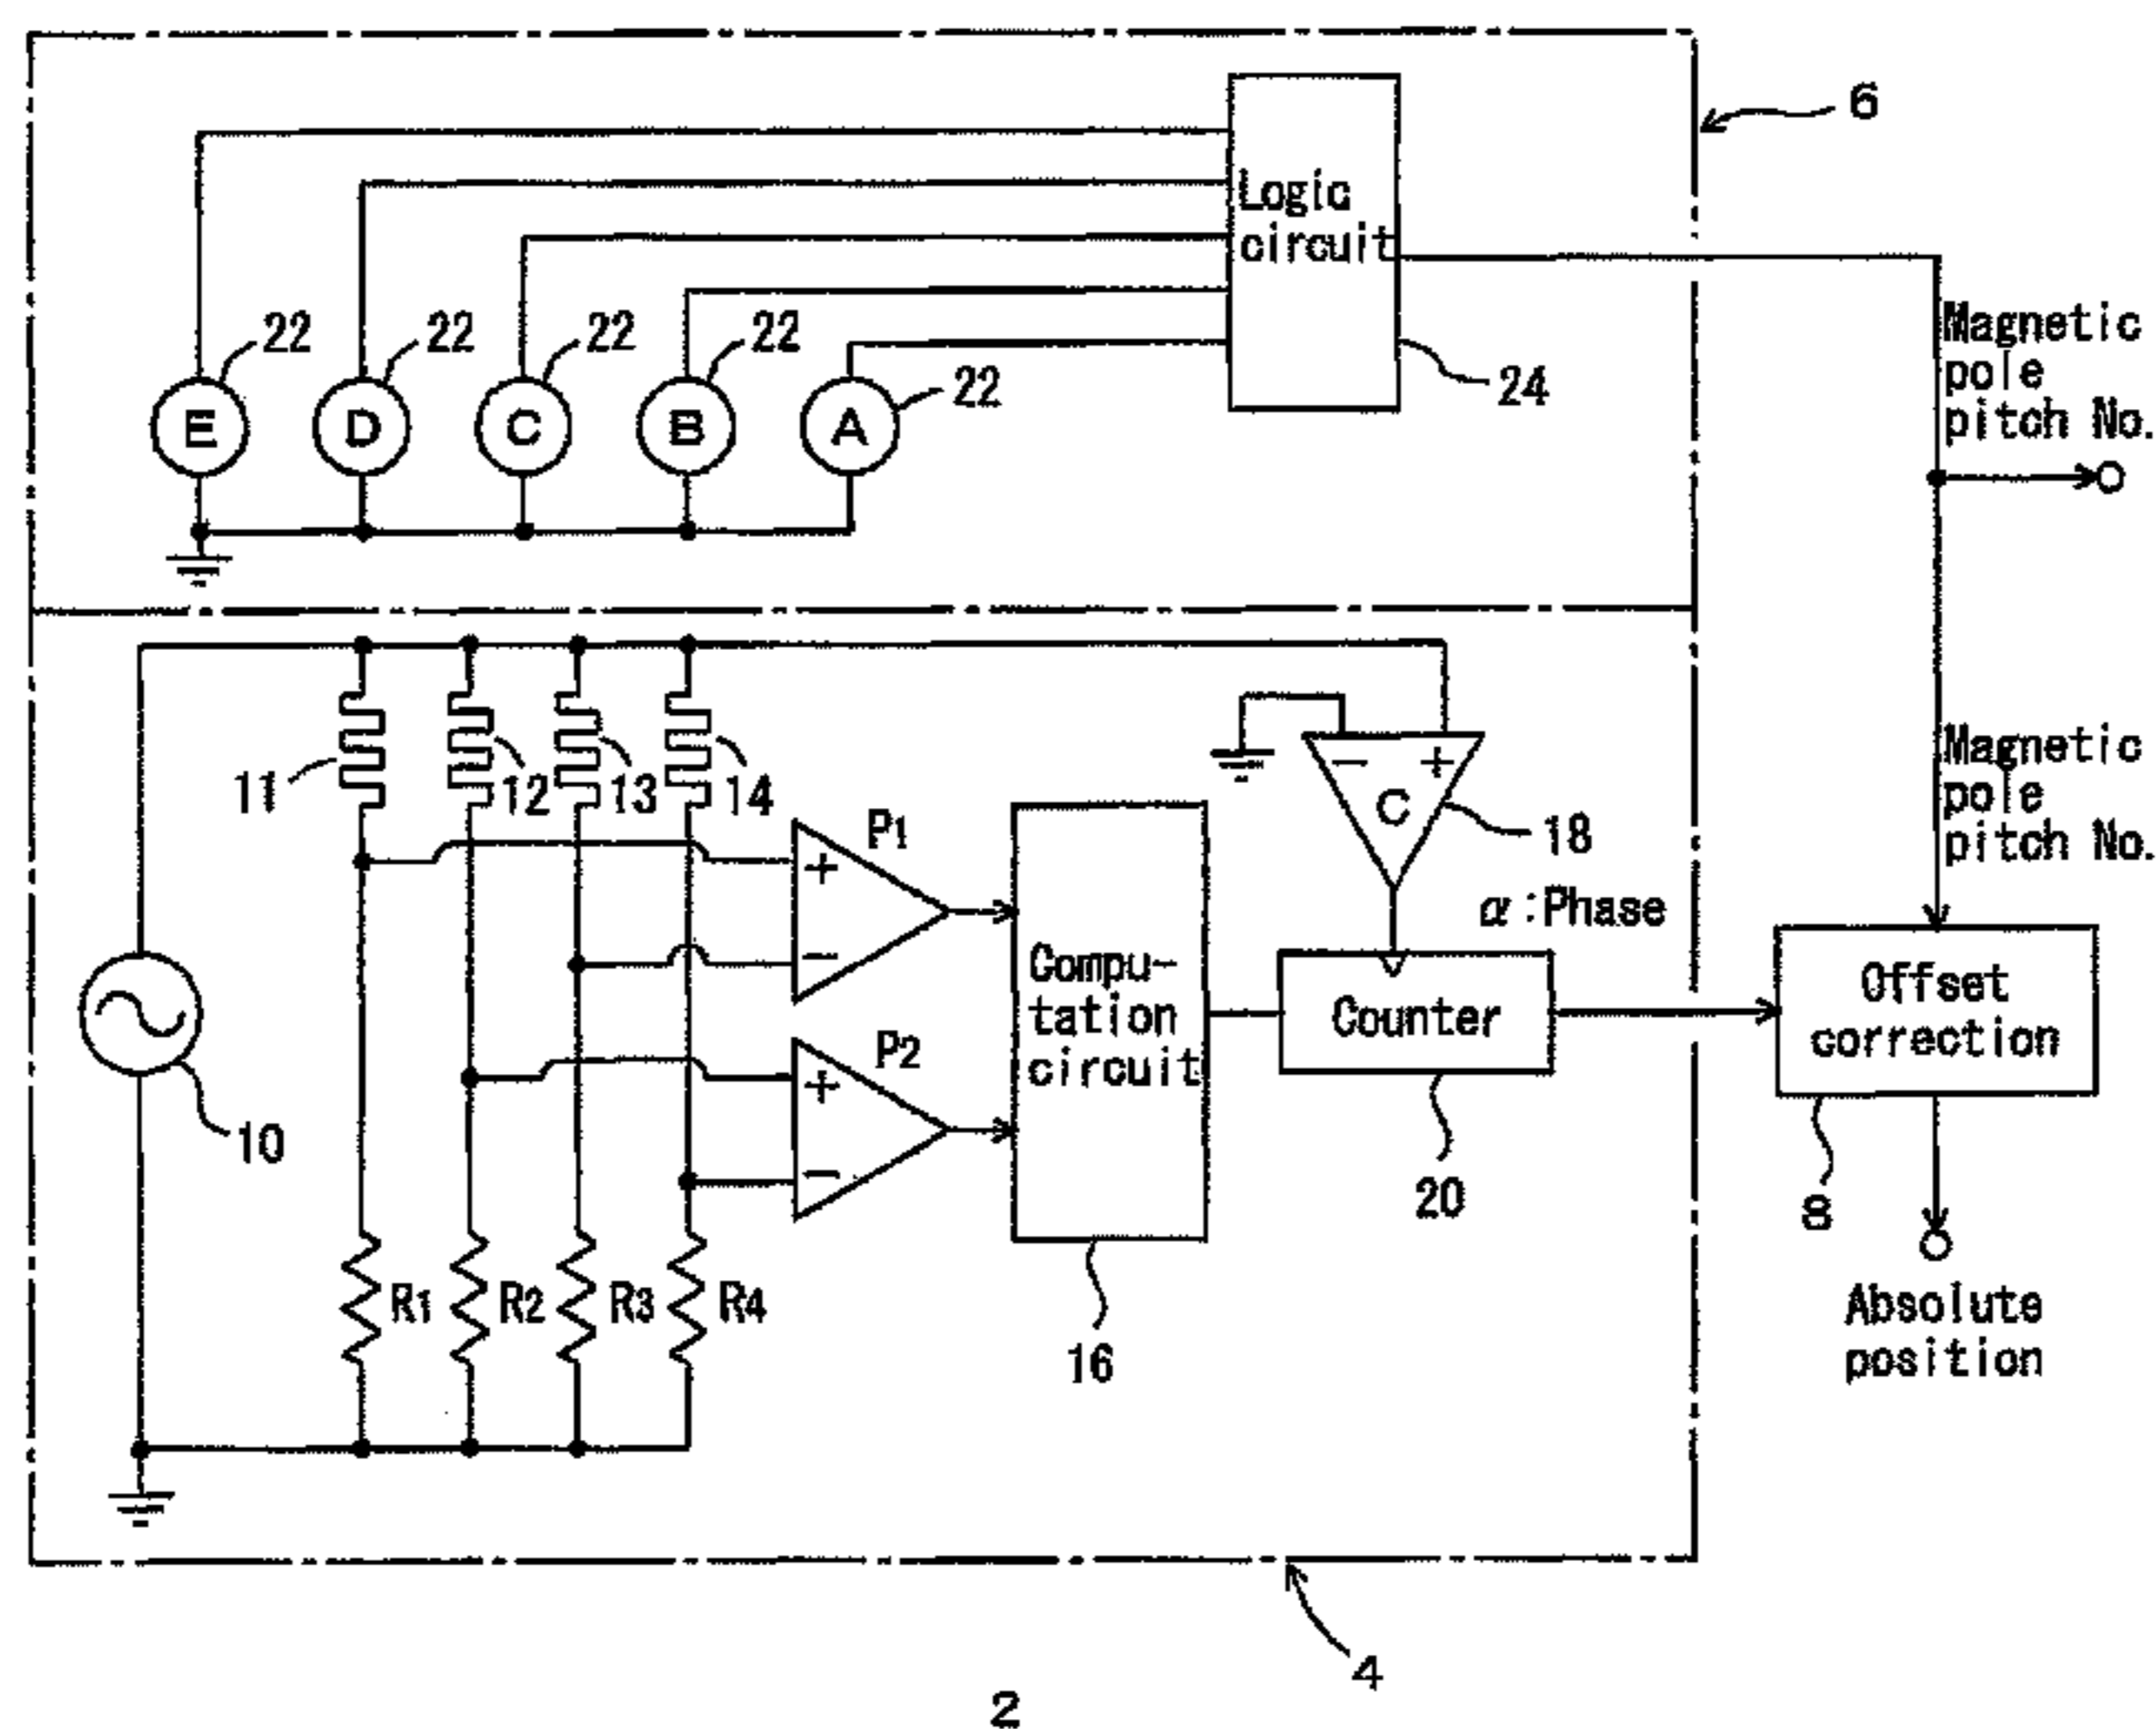 6
Logic
circuit
22
22
22
22
22
24
E
D
C
B
A
Magnetic
pole
pitch No.
11
12
13
14
P1
P2
+
−
+
−
−
+
C
18
α:Phase
Magnetic
pole
pitch No.
10
Compu-
tation
circuit
Counter
Offset
correction
20
8
R1
R2
R3
R4
16
Absolute
position
4
2